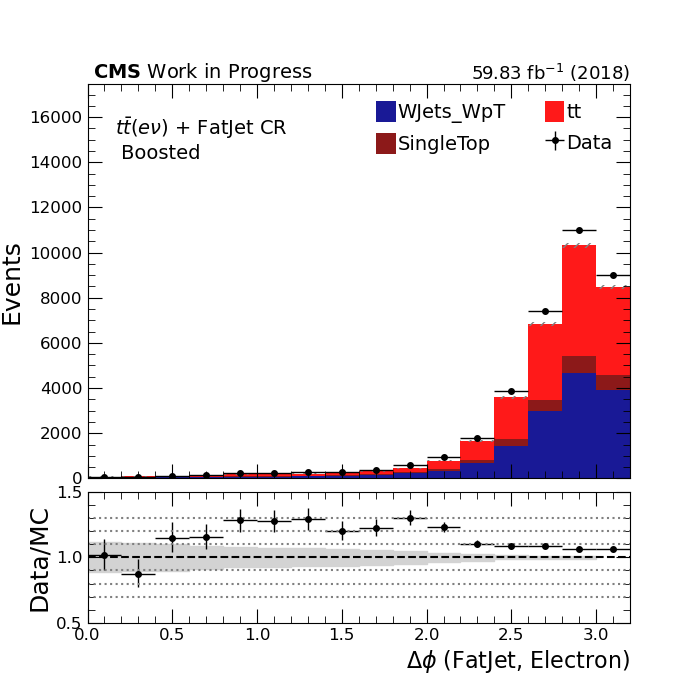 CMS Work in Progress 59.83 fb⁻¹ (2018)
tt̄(eν) + FatJet CR
Boosted
WJets_WpT tt
SingleTop Data
Events
16000
14000
12000
10000
8000
6000
4000
2000
0
Data/MC
1.5
1.0
0.5
0.0 0.5 1.0 1.5 2.0 2.5 3.0
Δϕ (FatJet, Electron)